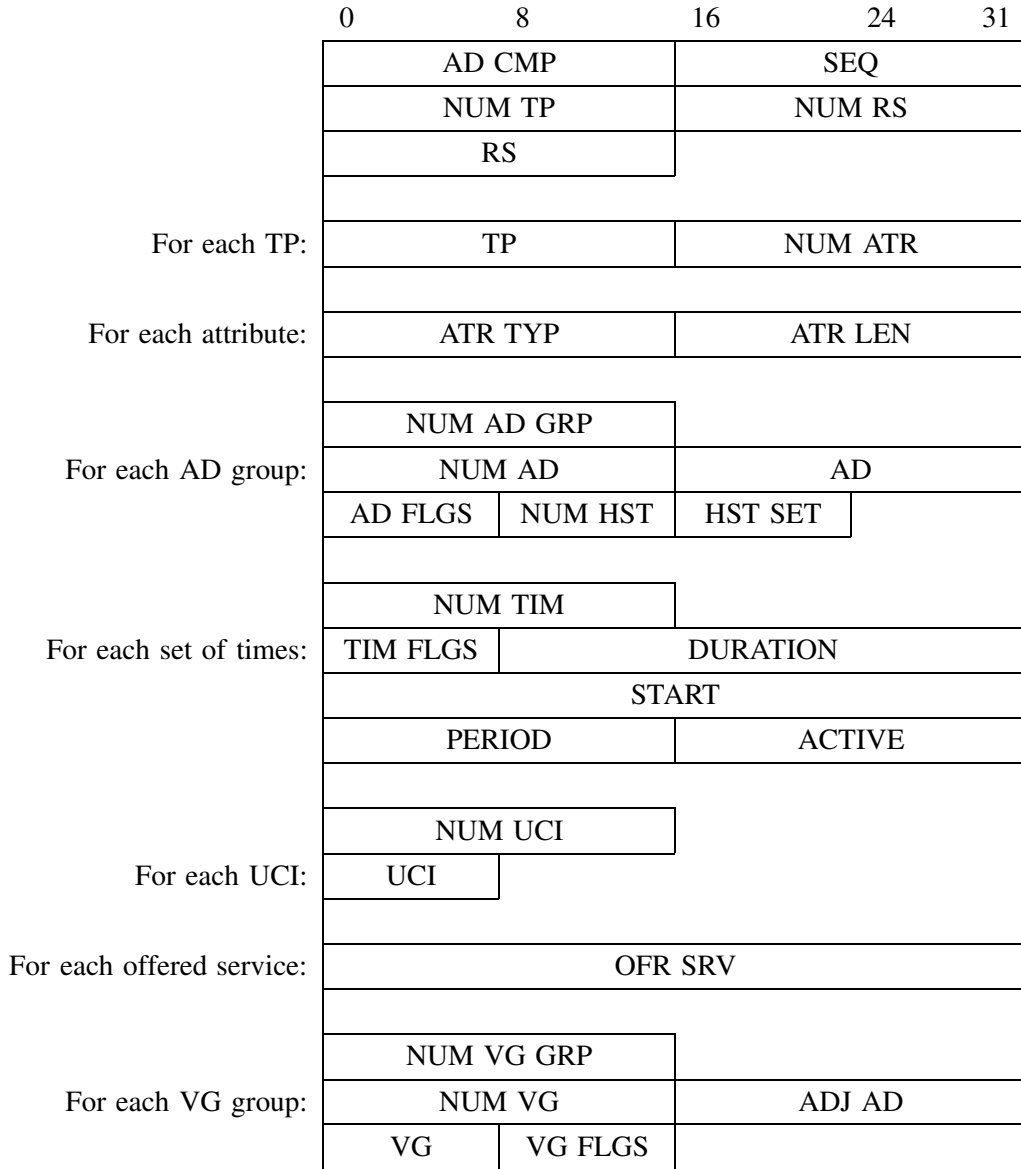 0 8 16 24 31
AD CMP SEQ
NUM TP NUM RS
RS
For each TP: TP NUM ATR
For each attribute: ATR TYP ATR LEN
NUM AD GRP
For each AD group: NUM AD AD
AD FLGS NUM HST HST SET
NUM TIM
For each set of times: TIM FLGS DURATION
START
PERIOD ACTIVE
NUM UCI
For each UCI: UCI
For each offered service: OFR SRV
NUM VG GRP
For each VG group: NUM VG ADJ AD
VG VG FLGS